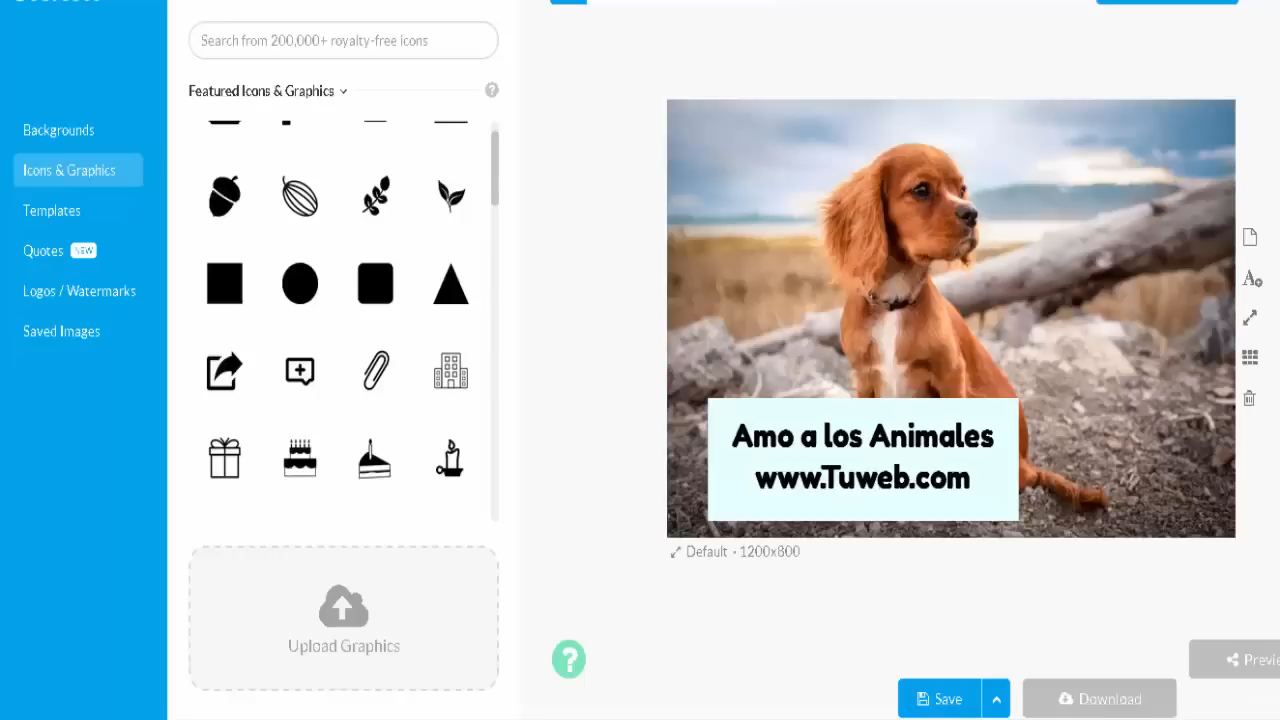 Search from 200,000+ royalty-free icons
Featured Icons & Graphics
Backgrounds
Icons & Graphics
Templates
Quotes NEW
Logos / Watermarks
Saved Images
Upload Graphics
Amo a los Animales
www.Tuweb.com
Default - 1200x800
Save
Download